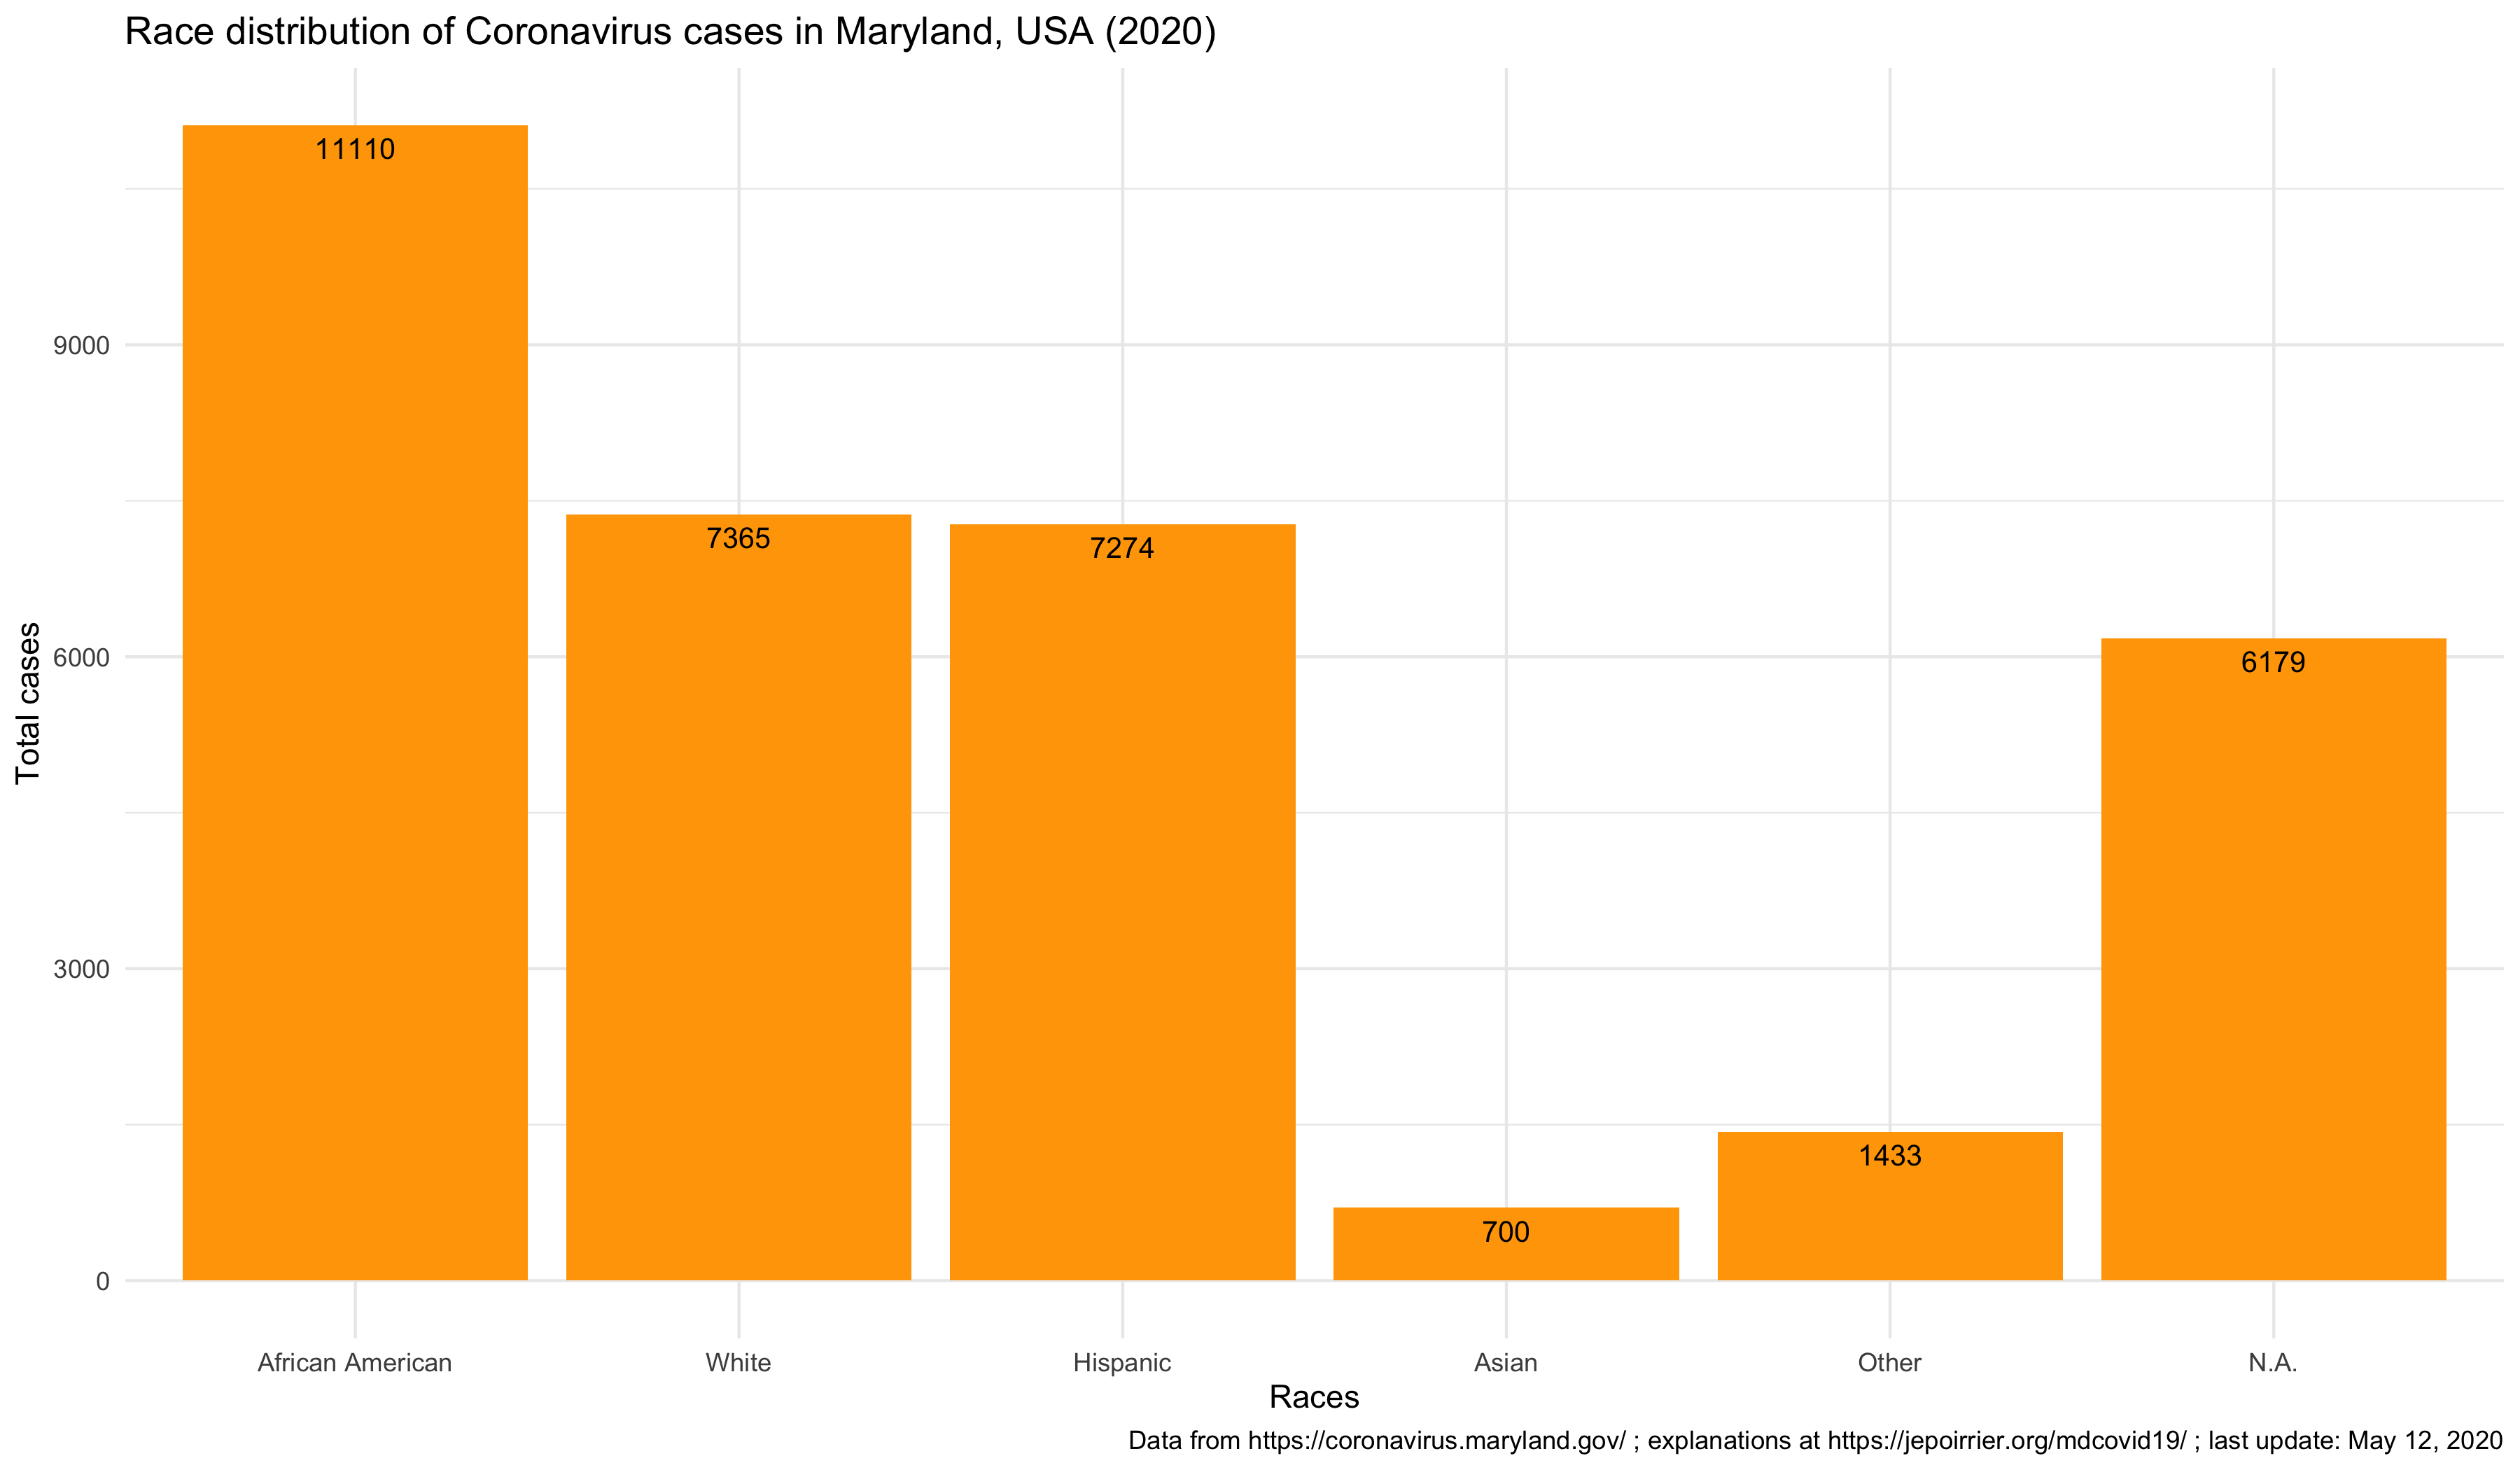 Race distribution of Coronavirus cases in Maryland, USA (2020)
Total cases
9000
6000
3000
0
11110
7365
7274
700
1433
6179
African American
White
Hispanic
Asian
Other
N.A.
Races
Data from https://coronavirus.maryland.gov/ ; explanations at https://jepoirrier.org/mdcovid19/ ; last update: May 12, 2020